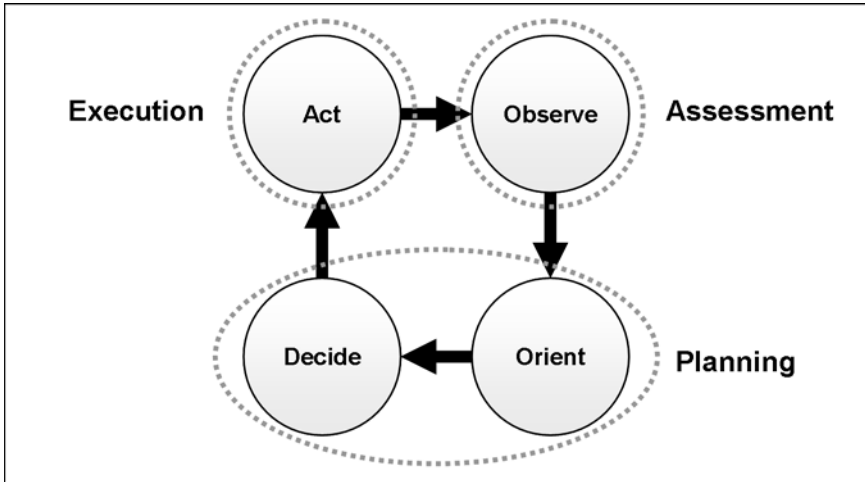 Execution
Act
Observe
Assessment
Decide
Orient
Planning